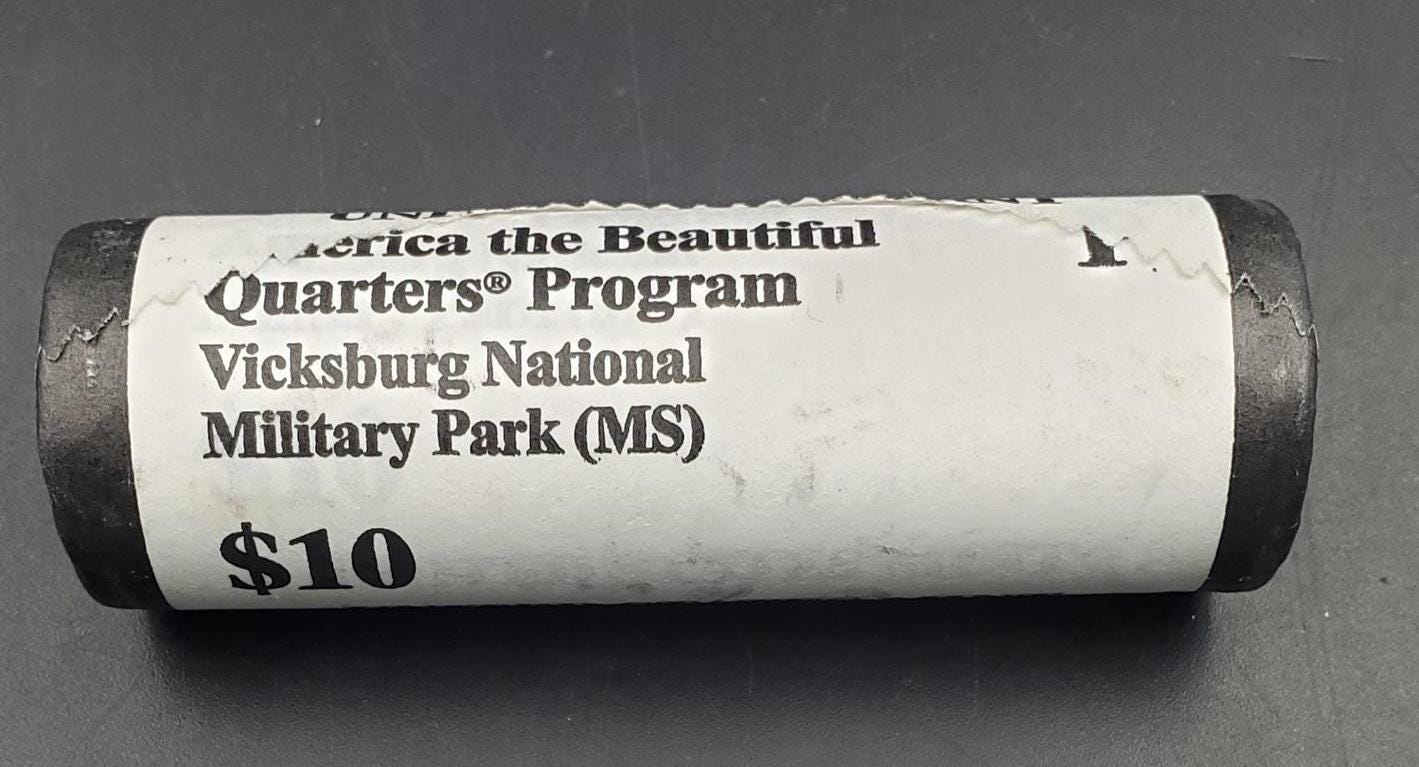 America the Beautiful
Quarters® Program
Vicksburg National
Military Park (MS)
$10